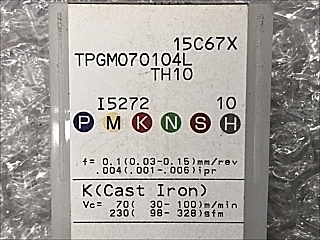 15C67X
TPGM070104L
TH10
I5272 10
P M K N S H
f= 0.1(0.03-0.15)mm/rev
.004(.001-.006)ipr
K(Cast Iron)
Vc= 70( 30- 100)m/min
230( 98- 328)sfm